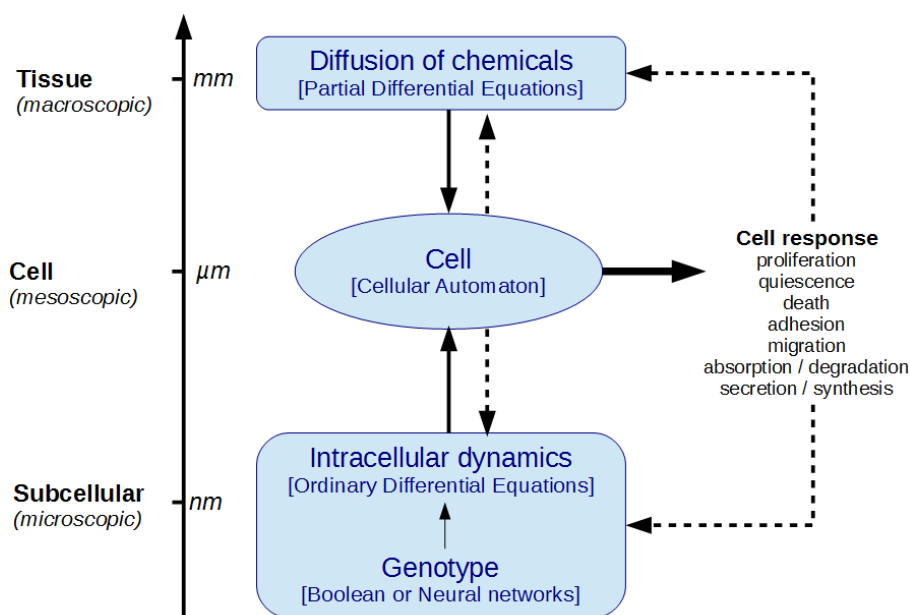 Tissue
(macroscopic)
mm
Diffusion of chemicals
[Partial Differential Equations]
Cell
(mesoscopic)
µm
Cell
[Cellular Automaton]
Cell response
proliferation
quiescence
death
adhesion
migration
absorption / degradation
secretion / synthesis
Subcellular
(microscopic)
nm
Intracellular dynamics
[Ordinary Differential Equations]
Genotype
[Boolean or Neural networks]